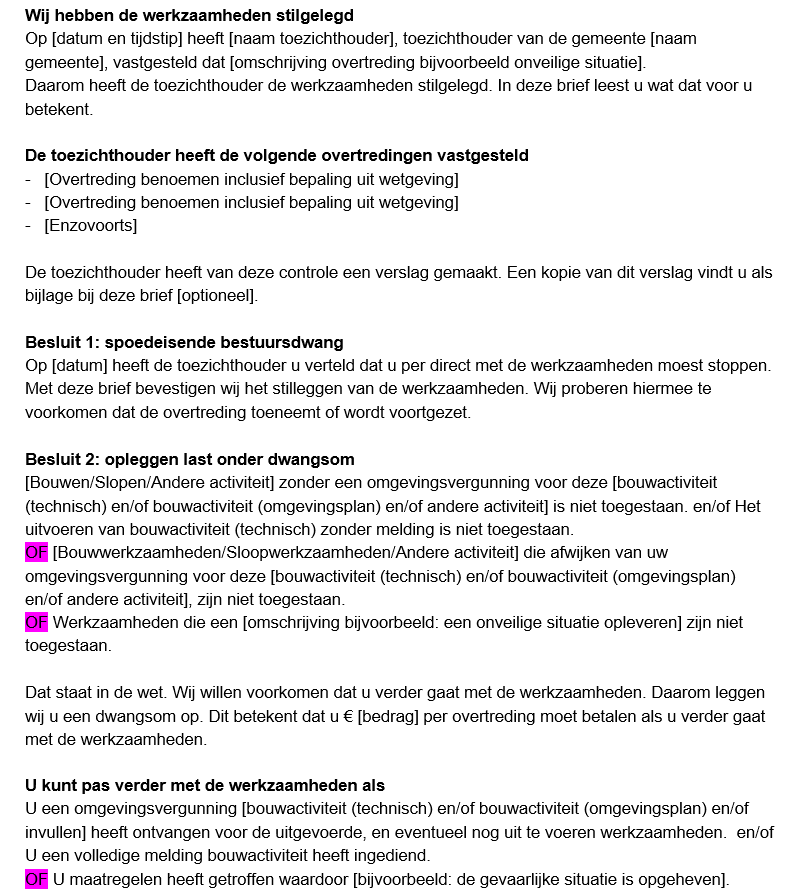 Wij hebben de werkzaamheden stilgelegd
Op [datum en tijdstip] heeft [naam toezichthouder], toezichthouder van de gemeente [naam
gemeente], vastgesteld dat [omschrijving overtreding bijvoorbeeld onveilige situatie].
Daarom heeft de toezichthouder de werkzaamheden stilgelegd. In deze brief leest u wat dat voor u
betekent.
De toezichthouder heeft de volgende overtredingen vastgesteld
- [Overtreding benoemen inclusief bepaling uit wetgeving]
- [Overtreding benoemen inclusief bepaling uit wetgeving]
- [Enzovoorts]
De toezichthouder heeft van deze controle een verslag gemaakt. Een kopie van dit verslag vindt u als
bijlage bij deze brief [optioneel].
Besluit 1: spoedeisende bestuursdwang
Op [datum] heeft de toezichthouder u verteld dat u per direct met de werkzaamheden moest stoppen.
Met deze brief bevestigen wij het stilleggen van de werkzaamheden. Wij proberen hiermee te
voorkomen dat de overtreding toeneemt of wordt voortgezet.
Besluit 2: opleggen last onder dwangsom
[Bouwen/Slopen/Andere activiteit] zonder een omgevingsvergunning voor deze [bouwactiviteit
(technisch) en/of bouwactiviteit (omgevingsplan) en/of andere activiteit] is niet toegestaan. en/of Het
uitvoeren van bouwactiviteit (technisch) zonder melding is niet toegestaan.
OF [Bouwwerkzaamheden/Sloopwerkzaamheden/Andere activiteit] die afwijken van uw
omgevingsvergunning voor deze [bouwactiviteit (technisch) en/of bouwactiviteit (omgevingsplan)
en/of andere activiteit], zijn niet toegestaan.
OF Werkzaamheden die een [omschrijving bijvoorbeeld: een onveilige situatie opleveren] zijn niet
toegestaan.
Dat staat in de wet. Wij willen voorkomen dat u verder gaat met de werkzaamheden. Daarom leggen
wij u een dwangsom op. Dit betekent dat u € [bedrag] per overtreding moet betalen als u verder gaat
met de werkzaamheden.
U kunt pas verder met de werkzaamheden als
U een omgevingsvergunning [bouwactiviteit (technisch) en/of bouwactiviteit (omgevingsplan) en/of
invullen] heeft ontvangen voor de uitgevoerde, en eventueel nog uit te voeren werkzaamheden.  en/of
U een volledige melding bouwactiviteit heeft ingediend.
OF U maatregelen heeft getroffen waardoor [bijvoorbeeld: de gevaarlijke situatie is opgeheven].